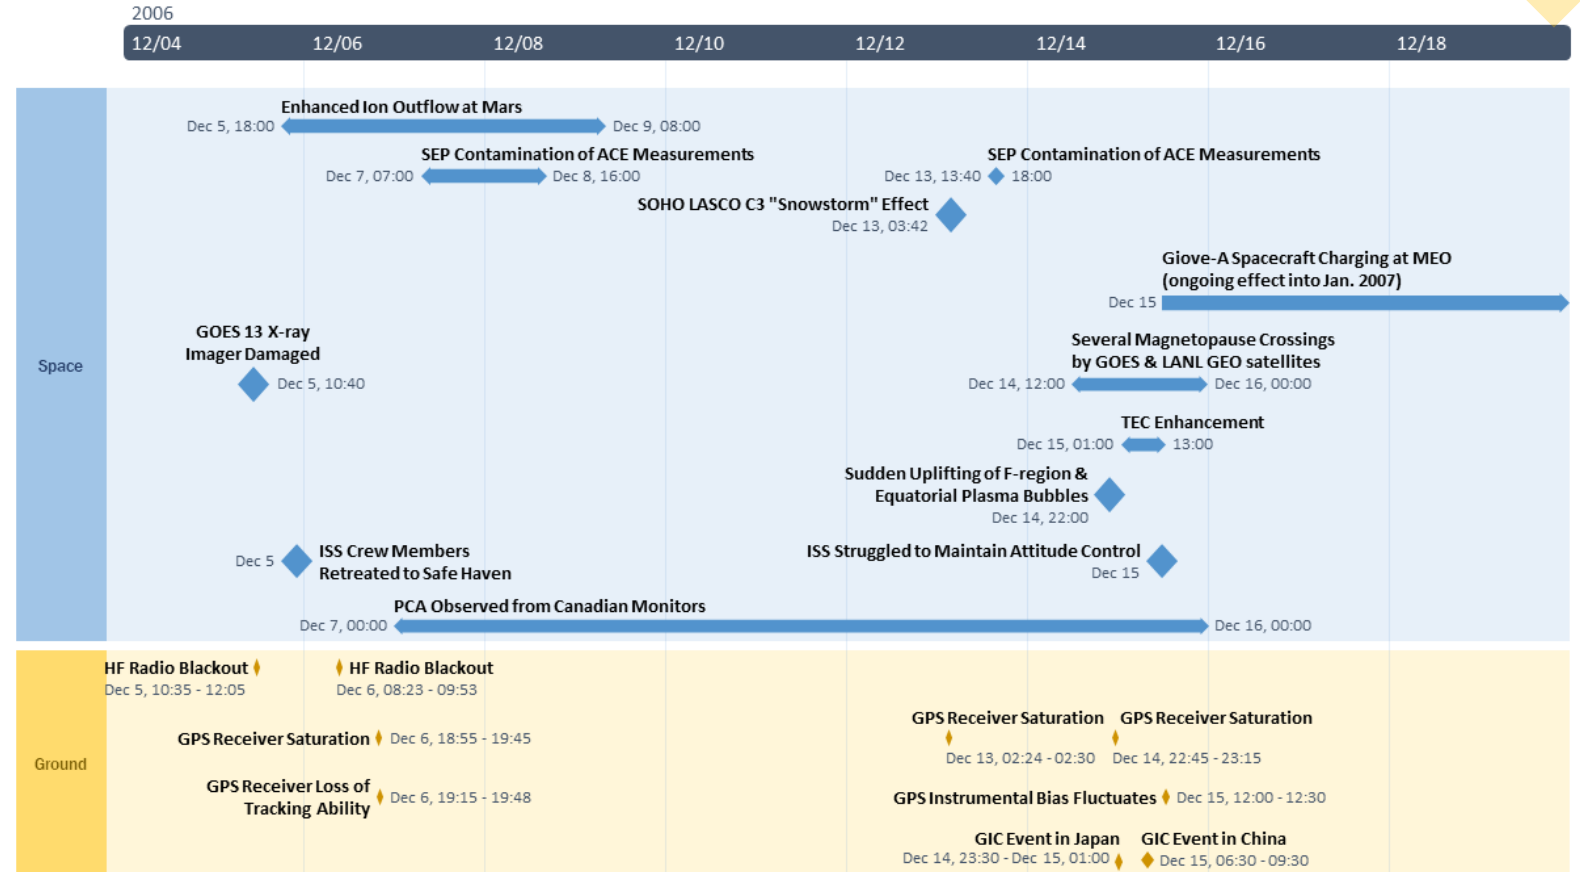 2006
12/04 12/06 12/08 12/10 12/12 12/14 12/16 12/18
Space
Enhanced Ion Outflow at Mars
Dec 5, 18:00 Dec 9, 08:00
SEP Contamination of ACE Measurements
Dec 7, 07:00 Dec 8, 16:00
SEP Contamination of ACE Measurements
Dec 13, 13:40 18:00
SOHO LASCO C3 "Snowstorm" Effect
Dec 13, 03:42
Giove-A Spacecraft Charging at MEO
(ongoing effect into Jan. 2007)
Dec 15
GOES 13 X-ray
Imager Damaged
Dec 5, 10:40
Several Magnetopause Crossings
by GOES & LANL GEO satellites
Dec 14, 12:00 Dec 16, 00:00
TEC Enhancement
Dec 15, 01:00 13:00
Sudden Uplifting of F-region &
Equatorial Plasma Bubbles
Dec 14, 22:00
Dec 5
ISS Crew Members
Retreated to Safe Haven
ISS Struggled to Maintain Attitude Control
Dec 15
PCA Observed from Canadian Monitors
Dec 7, 00:00 Dec 16, 00:00
Ground
HF Radio Blackout
Dec 5, 10:35 - 12:05
HF Radio Blackout
Dec 6, 08:23 - 09:53
GPS Receiver Saturation
Dec 6, 18:55 - 19:45
GPS Receiver Saturation
Dec 13, 02:24 - 02:30
GPS Receiver Saturation
Dec 14, 22:45 - 23:15
GPS Receiver Loss of
Tracking Ability
Dec 6, 19:15 - 19:48
GPS Instrumental Bias Fluctuates
Dec 15, 12:00 - 12:30
GIC Event in Japan
Dec 14, 23:30 - Dec 15, 01:00
GIC Event in China
Dec 15, 06:30 - 09:30